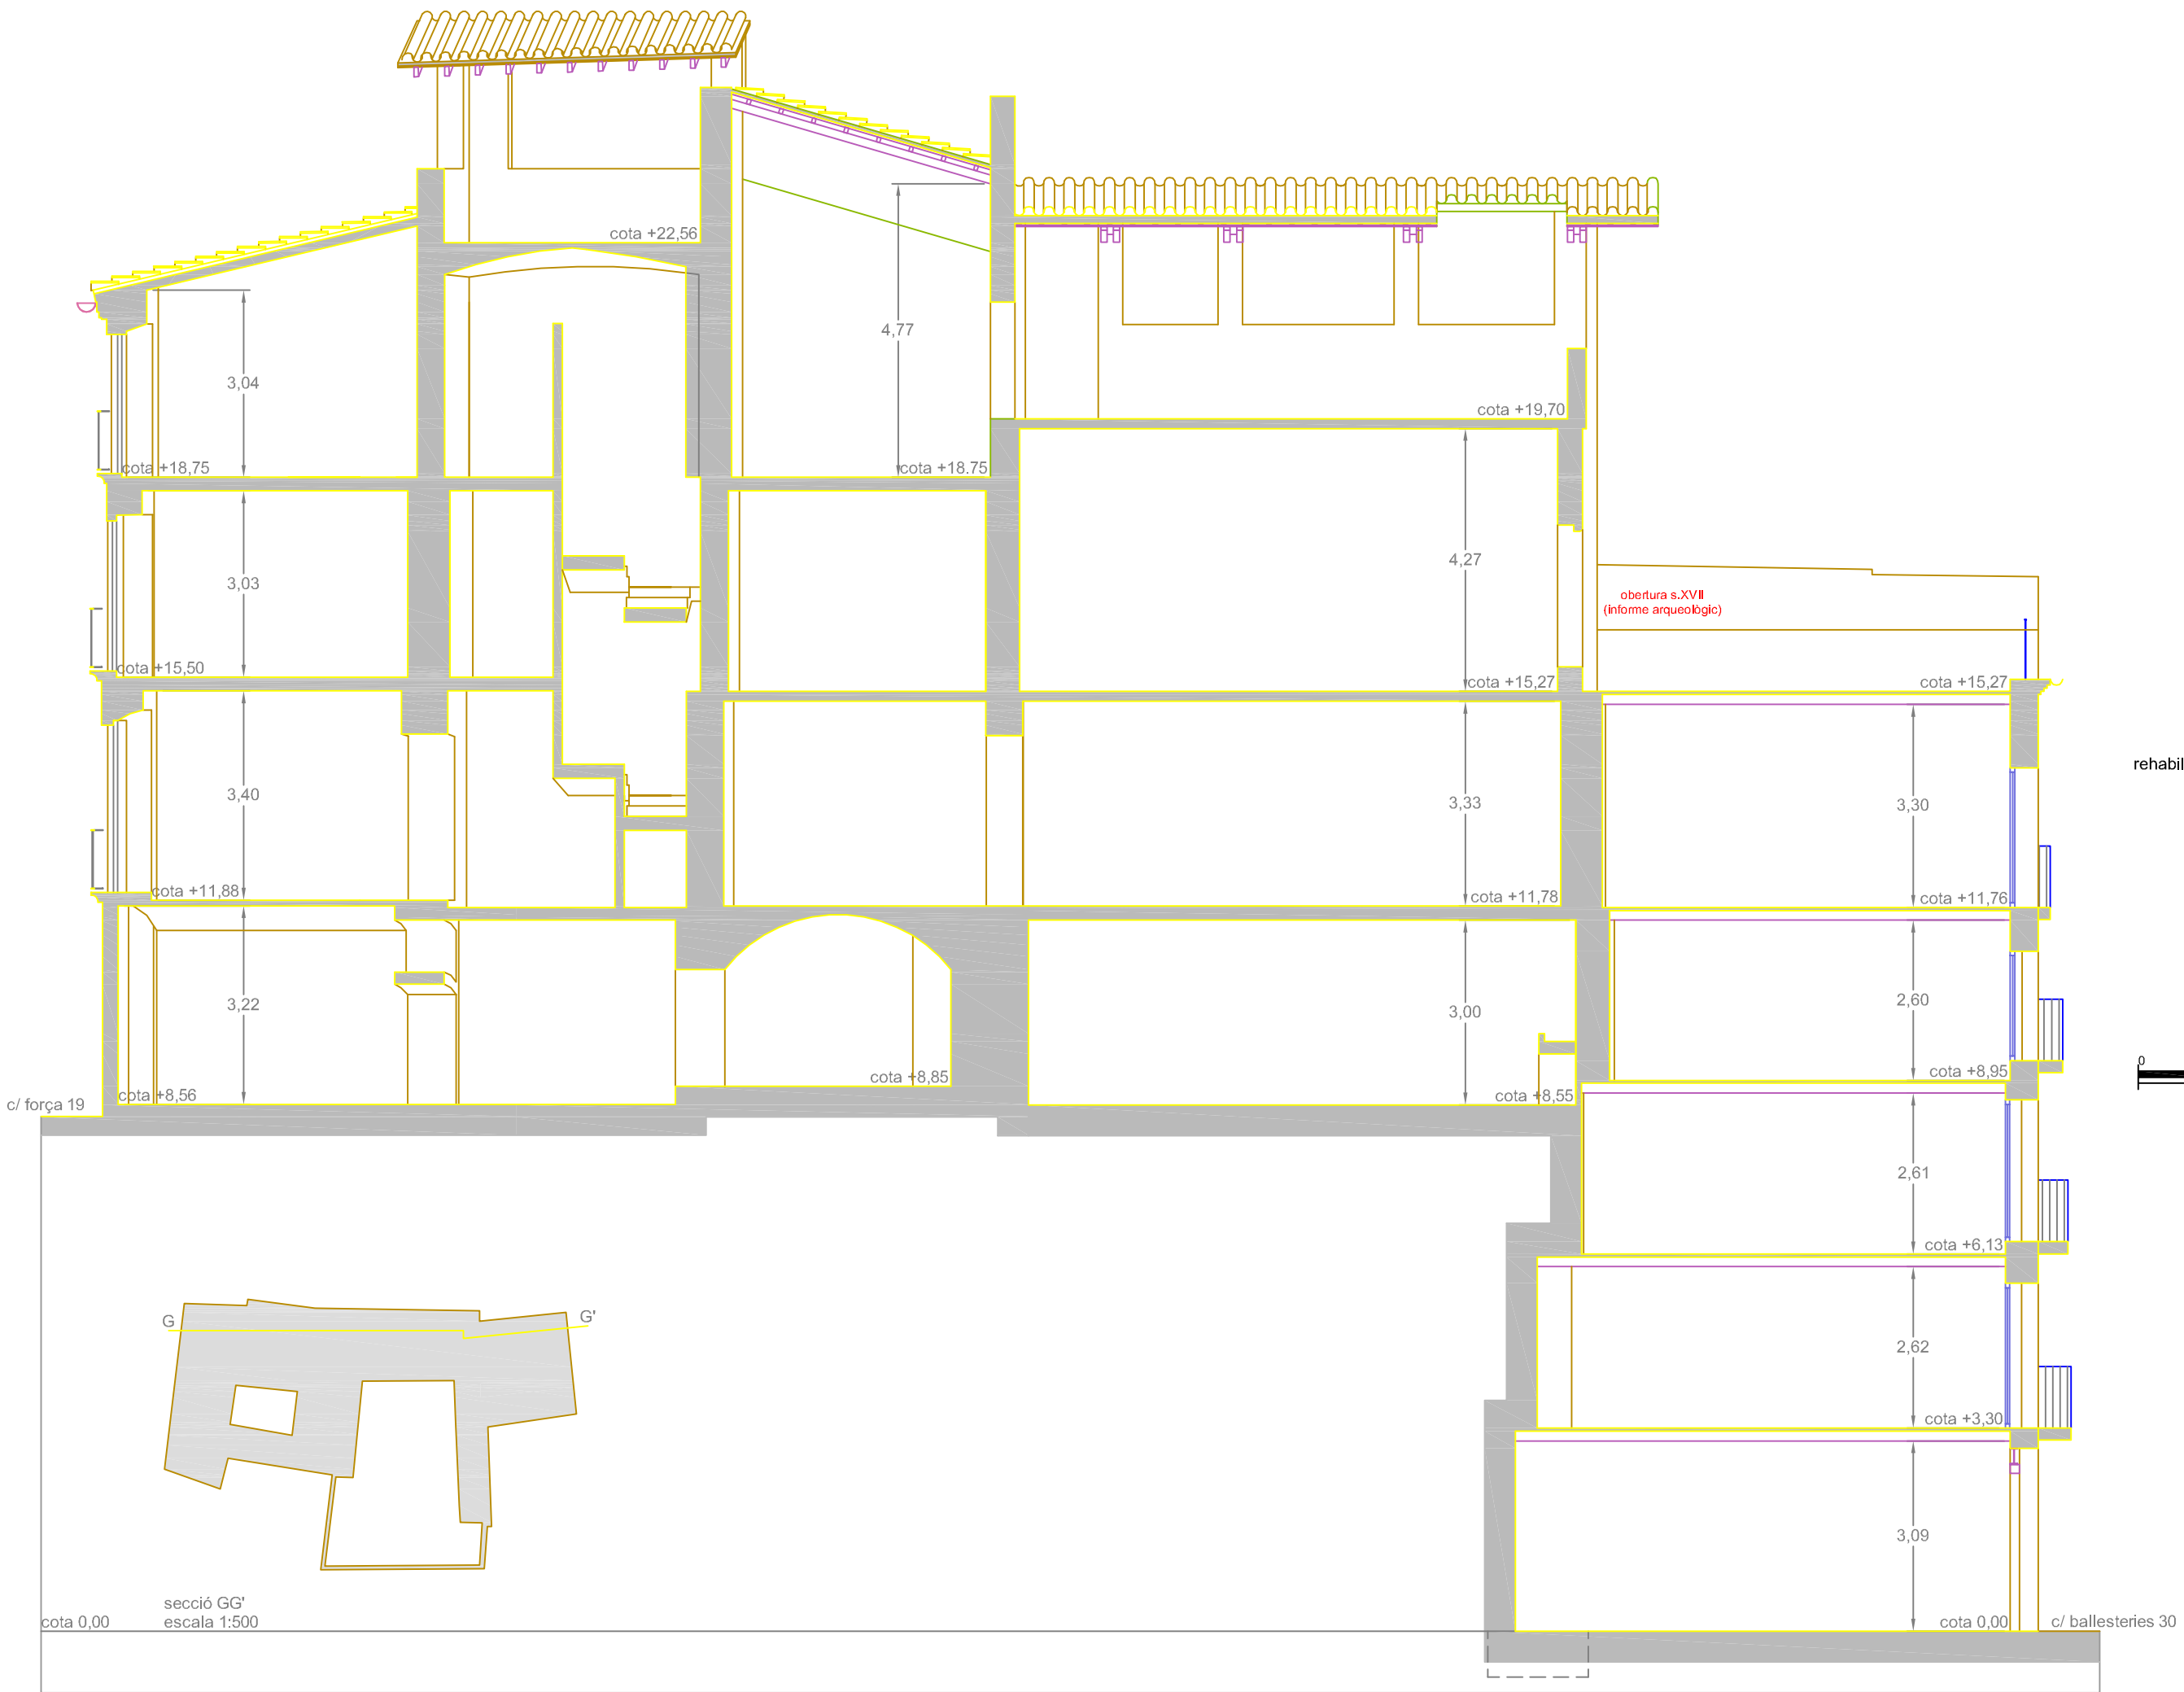 cota +22,56
4,77
3,04
cota +19,70
cota +18,75
cota +18.75
4,27
3,03
obertura s.XVII
(informe arqueològic)
cota +15,50
cota +15,27
cota +15,27
rehabil
3,40
3,33
3,30
cota +11,88
cota +11,78
cota +11,76
3,22
3,00
2,60
cota +8,85
cota +8,95
cota +8,56
cota +8,55
c/ força 19
0
2,61
cota +6,13
G
G'
2,62
cota +3,30
3,09
secció GG'
escala 1:500
cota 0,00
cota 0,00
c/ ballesteries 30